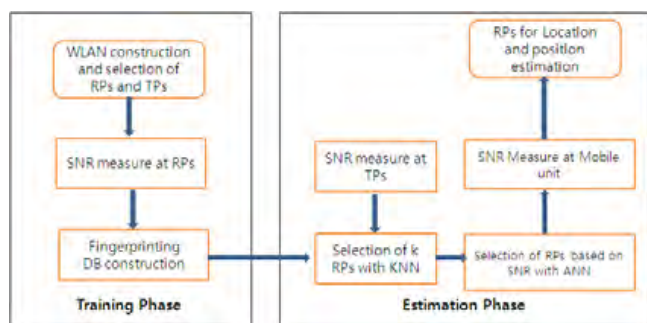 WLAN construction
and selection of
RPs and TPs
SNR measure at RPs
Fingerprinting
DB construction
Training Phase
RPs for Location
and position
estimation
SNR measure at
TPs
SNR Measure at Mobile
unit
Selection of k
RPs with KNN
Selection of RPs based on
SNR with ANN
Estimation Phase